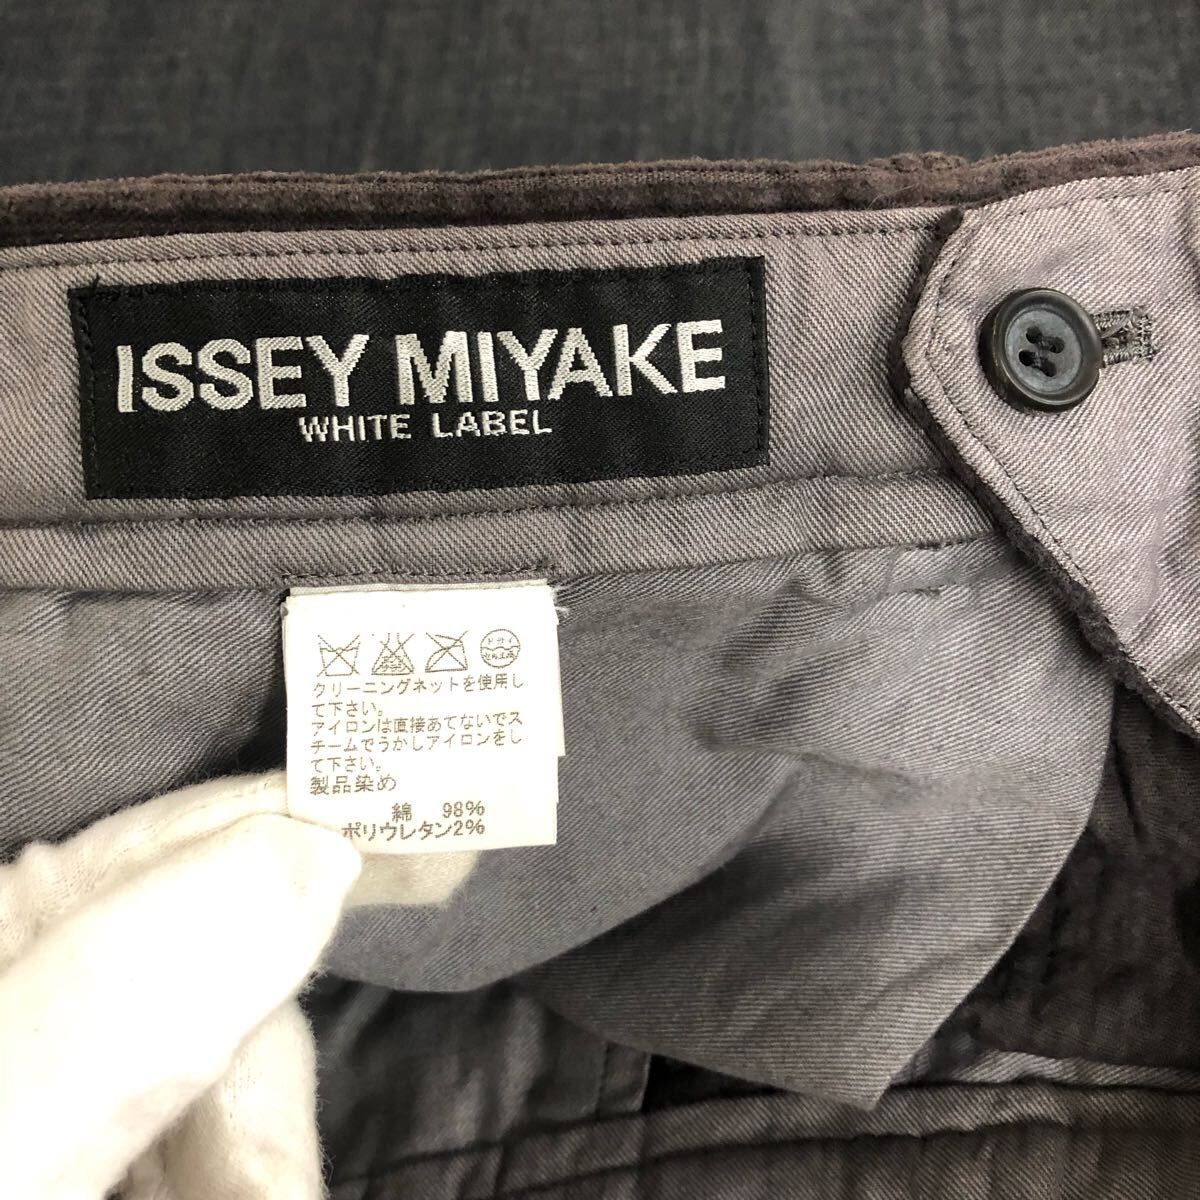 ISSEY MIYAKE
WHITE LABEL
ドライ
クリーニングネットを使用し
て下さい。
アイロンは直接あてないでス
チームでうかしアイロンをし
て下さい。
製品染め
綿 98%
ポリウレタン2%